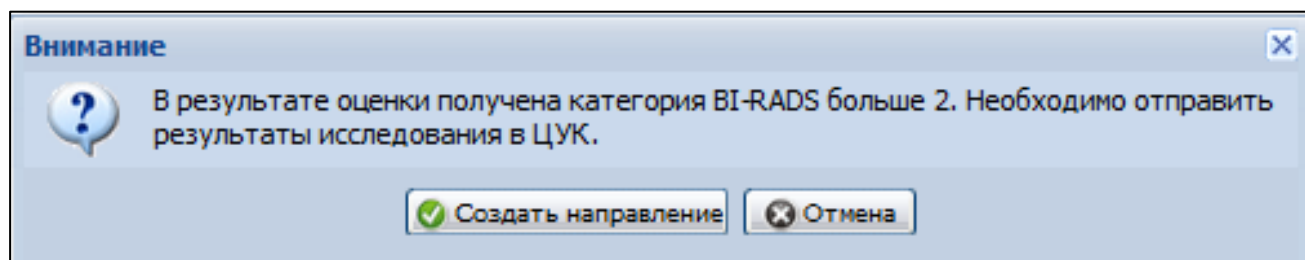 Внимание
В результате оценки получена категория BI-RADS больше 2. Необходимо отправить
результаты исследования в ЦУК.
Создать направление Отмена